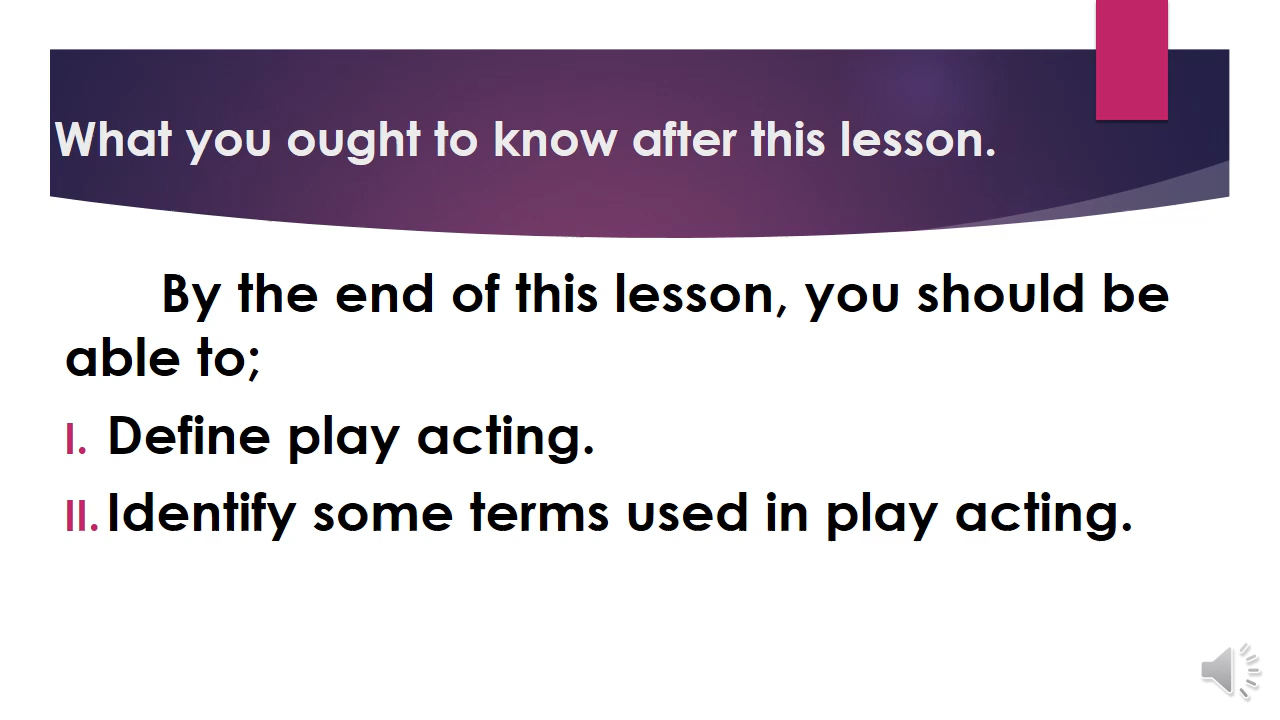 What you ought to know after this lesson.
By the end of this lesson, you should be
able to;
I. Define play acting.
II. Identify some terms used in play acting.